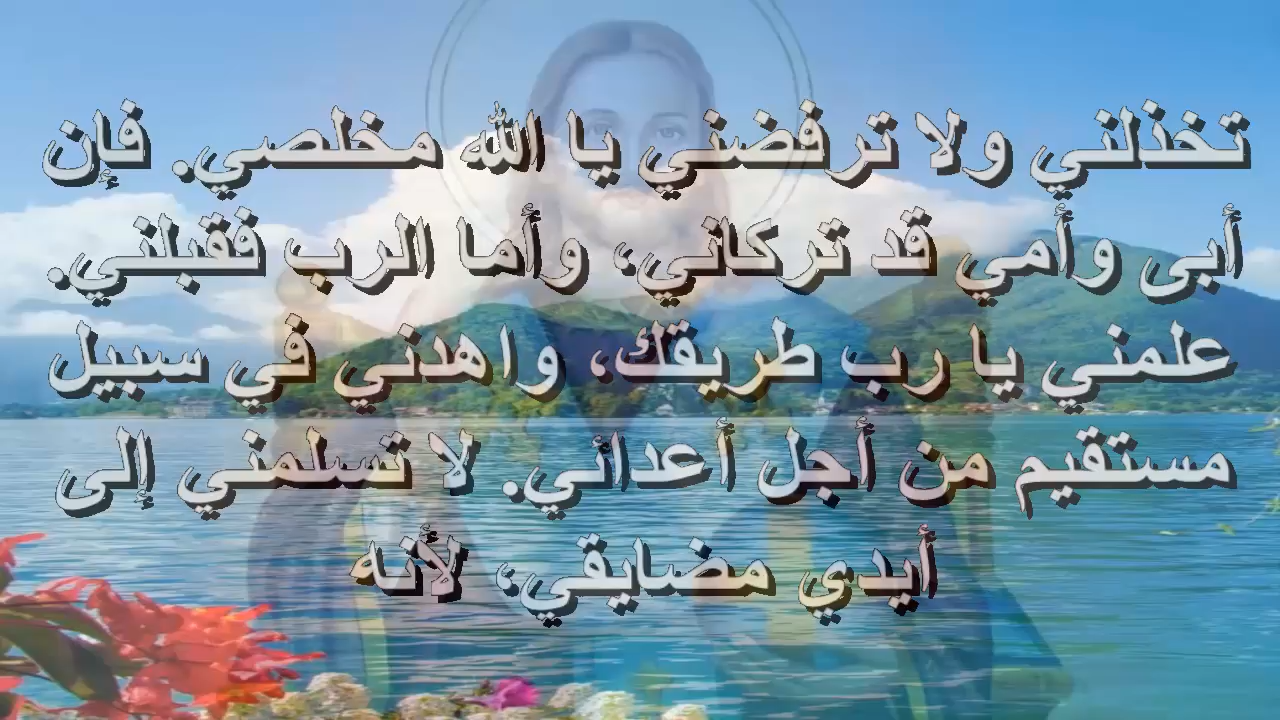 تخذلني ولا ترفضني يا الله مخلصي. فإن
أبى وأمي قد تركاني، وأما الرب فقبلني.
علمني يا رب طريقك، واهدني في سبيل
مستقيم من أجل أعدائي. لا تسلمني إلى
أيدي مضايقي، لأنه